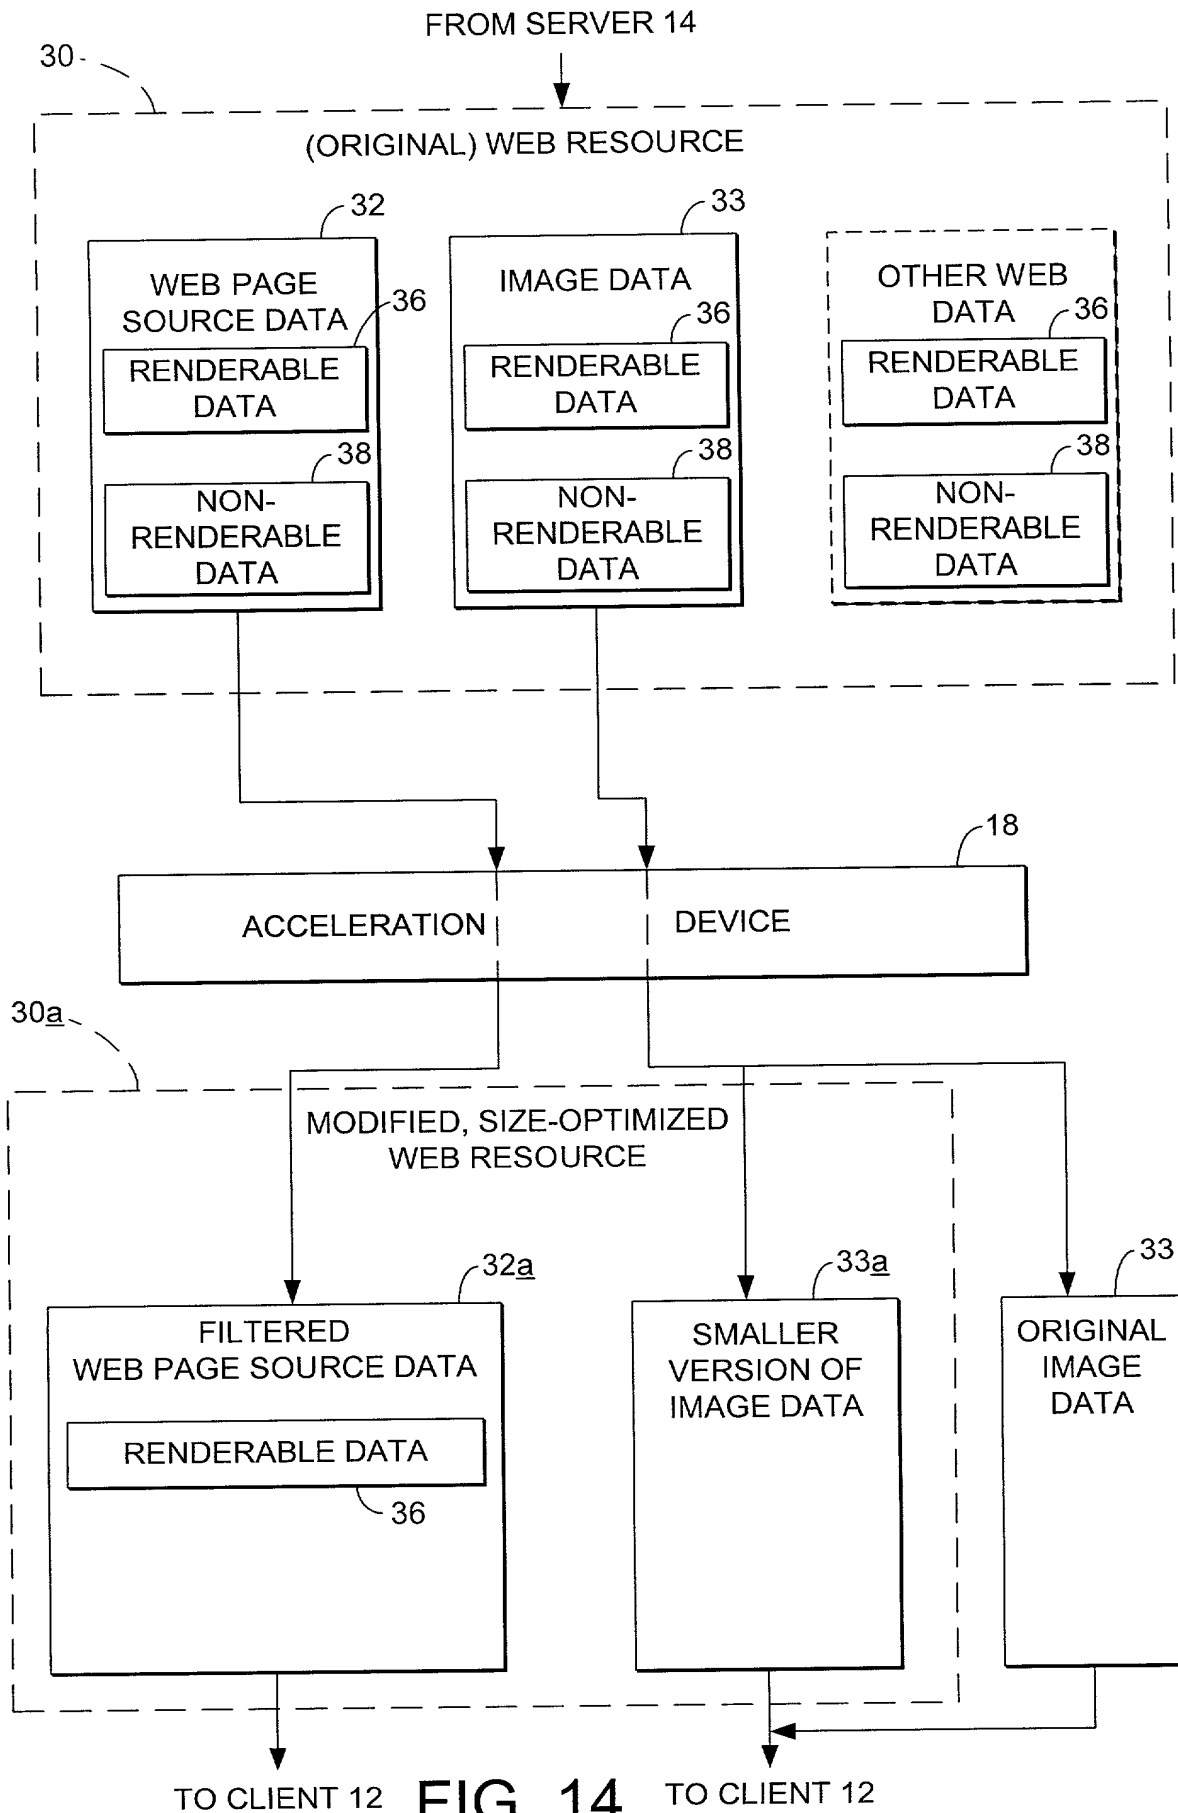 FROM SERVER 14
30
(ORIGINAL) WEB RESOURCE
32
WEB PAGE
SOURCE DATA
36
RENDERABLE
DATA
38
NON-
RENDERABLE
DATA
33
IMAGE DATA
36
RENDERABLE
DATA
38
NON-
RENDERABLE
DATA
OTHER WEB
DATA
36
RENDERABLE
DATA
38
NON-
RENDERABLE
DATA
18
ACCELERATION DEVICE
30a
MODIFIED, SIZE-OPTIMIZED
WEB RESOURCE
32a
FILTERED
WEB PAGE SOURCE DATA
RENDERABLE DATA
36
33a
SMALLER
VERSION OF
IMAGE DATA
33
ORIGINAL
IMAGE
DATA
TO CLIENT 12
FIG. 14
TO CLIENT 12